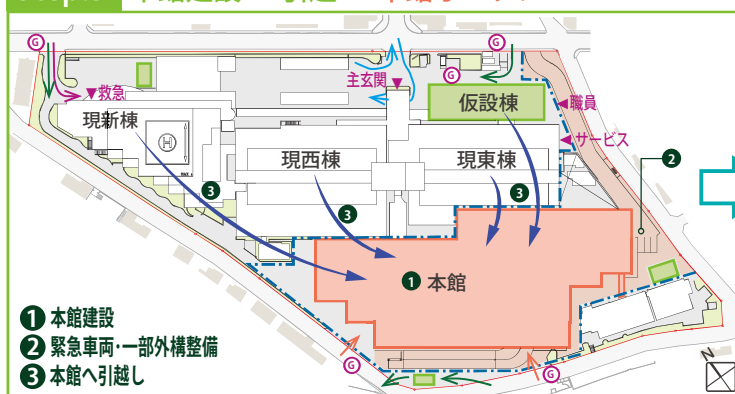 G
G
G
主玄関
▼
▼救急
仮設棟
◀職員
現新棟
◀サービス
H
現西棟
現東棟
2
3
3
3
1 本館
1 本館建設
2 緊急車両・一部外構整備
3 本館へ引越し
G
G
N